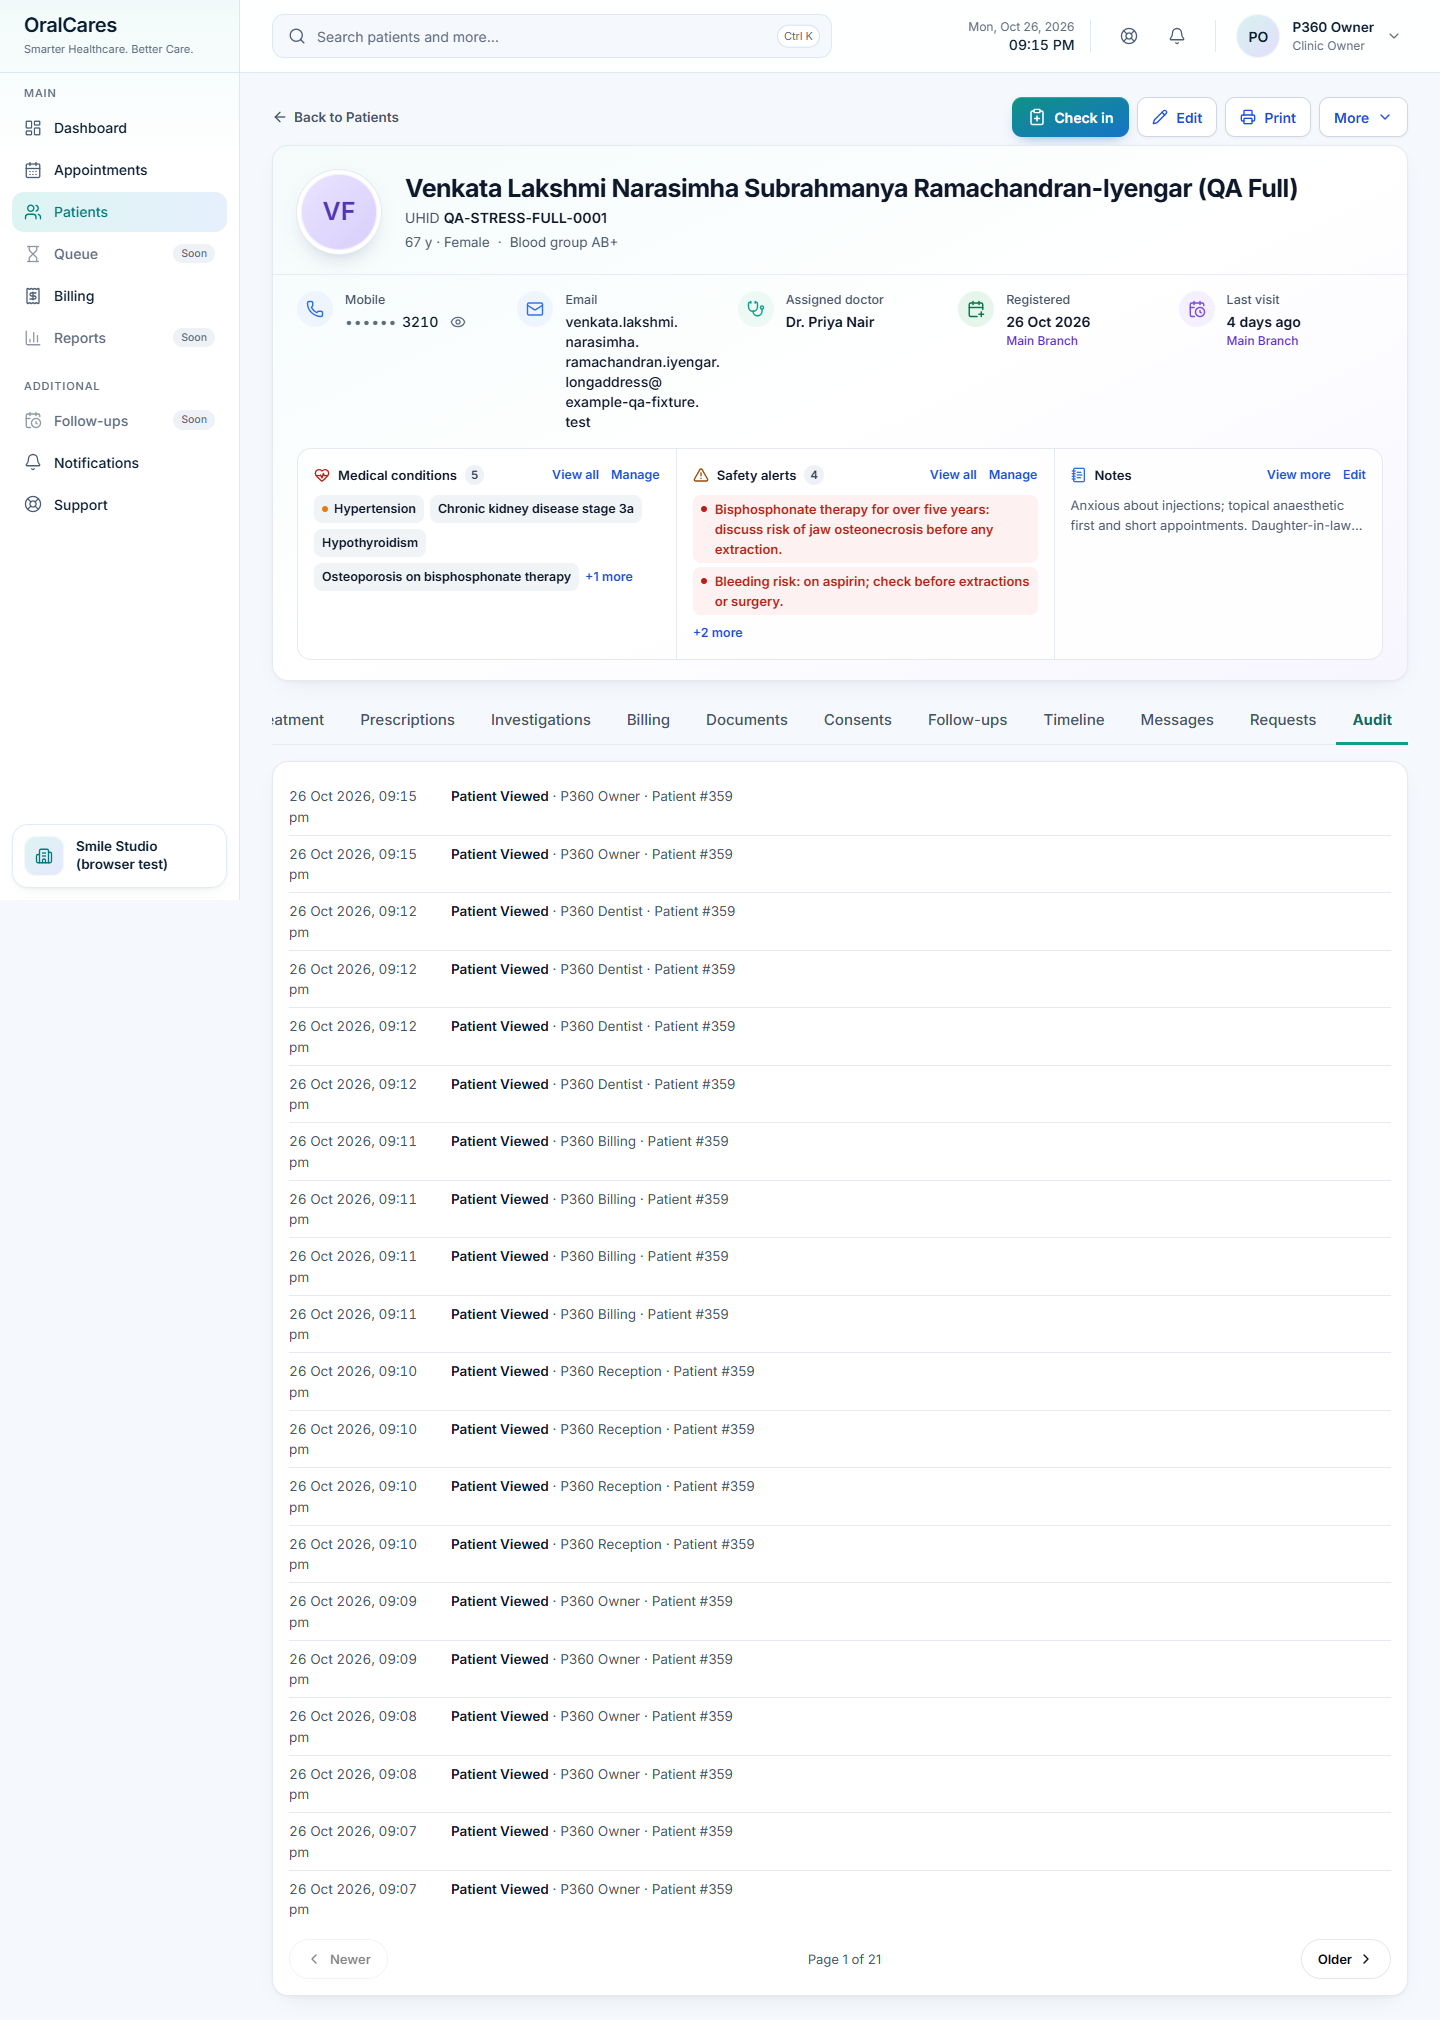 OralCares
Smarter Healthcare. Better Care.
Search patients and more...
Ctrl K
Mon, Oct 26, 2026
09:15 PM
PO
P360 Owner
Clinic Owner
MAIN
Dashboard
Appointments
Patients
Queue Soon
Billing
Reports Soon
ADDITIONAL
Follow-ups Soon
Notifications
Support
Smile Studio
(browser test)
Back to Patients
Check in
Edit
Print
More
VF
Venkata Lakshmi Narasimha Subrahmanya Ramachandran-Iyengar (QA Full)
UHID QA-STRESS-FULL-0001
67 y · Female · Blood group AB+
Mobile
•••••• 3210
Email
venkata.lakshmi.
narasimha.
ramachandran.iyengar.
longaddress@
example-qa-fixture.
test
Assigned doctor
Dr. Priya Nair
Registered
26 Oct 2026
Main Branch
Last visit
4 days ago
Main Branch
Medical conditions 5 View all Manage
Hypertension Chronic kidney disease stage 3a
Hypothyroidism
Osteoporosis on bisphosphonate therapy +1 more
Safety alerts 4 View all Manage
Bisphosphonate therapy for over five years:
discuss risk of jaw osteonecrosis before any
extraction.
Bleeding risk: on aspirin; check before extractions
or surgery.
+2 more
Notes View more Edit
Anxious about injections; topical anaesthetic
first and short appointments. Daughter-in-law...
eatment Prescriptions Investigations Billing Documents Consents Follow-ups Timeline Messages Requests Audit
26 Oct 2026, 09:15 Patient Viewed · P360 Owner · Patient #359
pm
26 Oct 2026, 09:15 Patient Viewed · P360 Owner · Patient #359
pm
26 Oct 2026, 09:12 Patient Viewed · P360 Dentist · Patient #359
pm
26 Oct 2026, 09:12 Patient Viewed · P360 Dentist · Patient #359
pm
26 Oct 2026, 09:12 Patient Viewed · P360 Dentist · Patient #359
pm
26 Oct 2026, 09:12 Patient Viewed · P360 Dentist · Patient #359
pm
26 Oct 2026, 09:11 Patient Viewed · P360 Billing · Patient #359
pm
26 Oct 2026, 09:11 Patient Viewed · P360 Billing · Patient #359
pm
26 Oct 2026, 09:11 Patient Viewed · P360 Billing · Patient #359
pm
26 Oct 2026, 09:11 Patient Viewed · P360 Billing · Patient #359
pm
26 Oct 2026, 09:10 Patient Viewed · P360 Reception · Patient #359
pm
26 Oct 2026, 09:10 Patient Viewed · P360 Reception · Patient #359
pm
26 Oct 2026, 09:10 Patient Viewed · P360 Reception · Patient #359
pm
26 Oct 2026, 09:10 Patient Viewed · P360 Reception · Patient #359
pm
26 Oct 2026, 09:09 Patient Viewed · P360 Owner · Patient #359
pm
26 Oct 2026, 09:09 Patient Viewed · P360 Owner · Patient #359
pm
26 Oct 2026, 09:08 Patient Viewed · P360 Owner · Patient #359
pm
26 Oct 2026, 09:08 Patient Viewed · P360 Owner · Patient #359
pm
26 Oct 2026, 09:07 Patient Viewed · P360 Owner · Patient #359
pm
26 Oct 2026, 09:07 Patient Viewed · P360 Owner · Patient #359
pm
Newer Page 1 of 21 Older